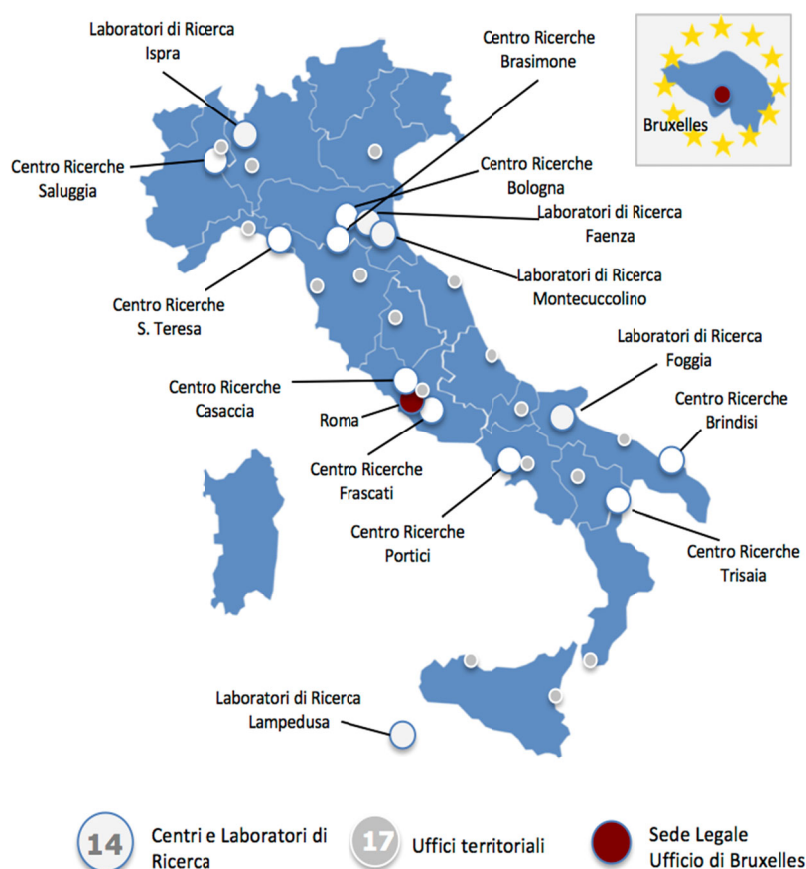 Laboratori di Ricerca
Ispra
Centro Ricerche
Brasimone
Bruxelles
Centro Ricerche
Saluggia
Centro Ricerche
Bologna
Laboratori di Ricerca
Faenza
Laboratori di Ricerca
Montecuccolino
Centro Ricerche
S. Teresa
Laboratori di Ricerca
Foggia
Centro Ricerche
Casaccia
Roma
Centro Ricerche
Brindisi
Centro Ricerche
Frascati
Centro Ricerche
Portici
Centro Ricerche
Trisaia
Laboratori di Ricerca
Lampedusa
14
Centri e Laboratori di
Ricerca
17
Uffici territoriali
Sede Legale
Ufficio di Bruxelles